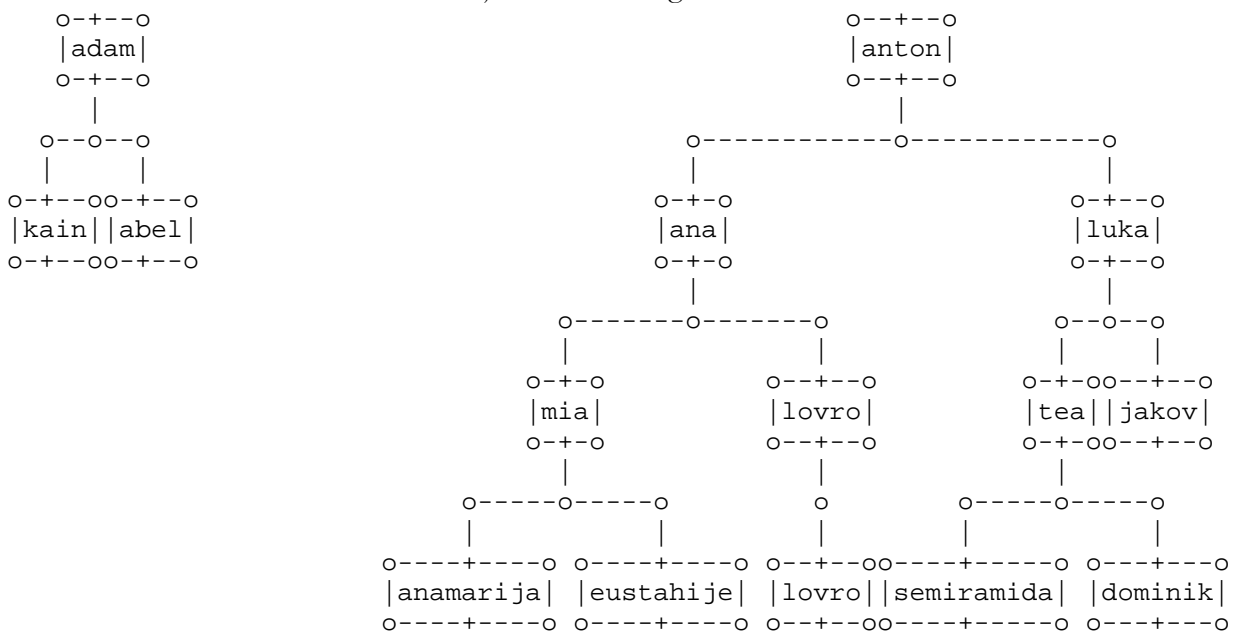 adam anton
kain abel ana luka
mia lovro tea jakov
anamarija eustahije lovro semiramida dominik